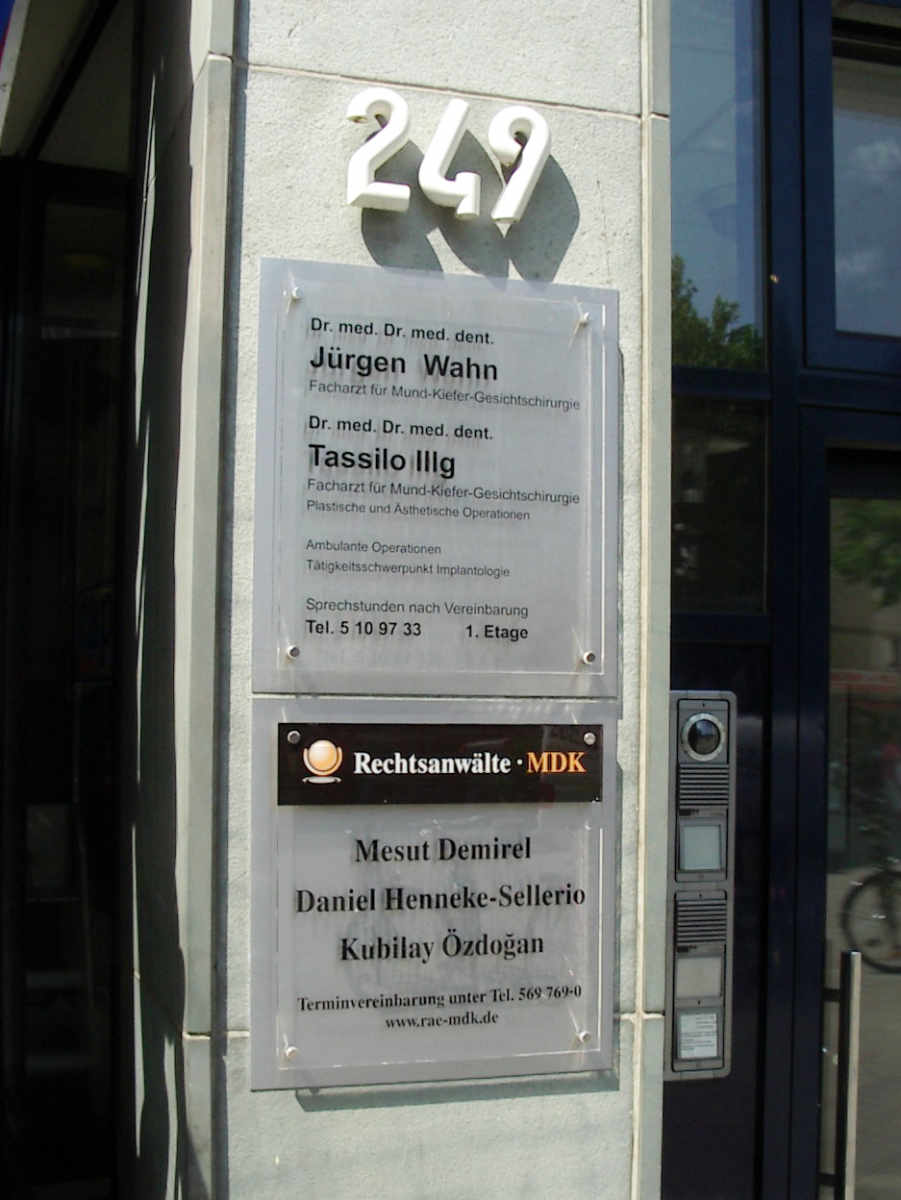 249
Dr. med. Dr. med. dent.
Jürgen Wahn
Facharzt für Mund-Kiefer-Gesichtschirurgie
Dr. med. Dr. med. dent.
Tassilo Illg
Facharzt für Mund-Kiefer-Gesichtschirurgie
Plastische und Ästhetische Operationen
Ambulante Operationen
Tätigkeitsschwerpunkt Implantologie
Sprechstunden nach Vereinbarung
Tel. 5 10 97 33 1. Etage
Rechtsanwälte · MDK
Mesut Demirel
Daniel Henneke-Sellerio
Kubilay Özdoğan
Terminvereinbarung unter Tel. 569 769-0
www.rae-mdk.de